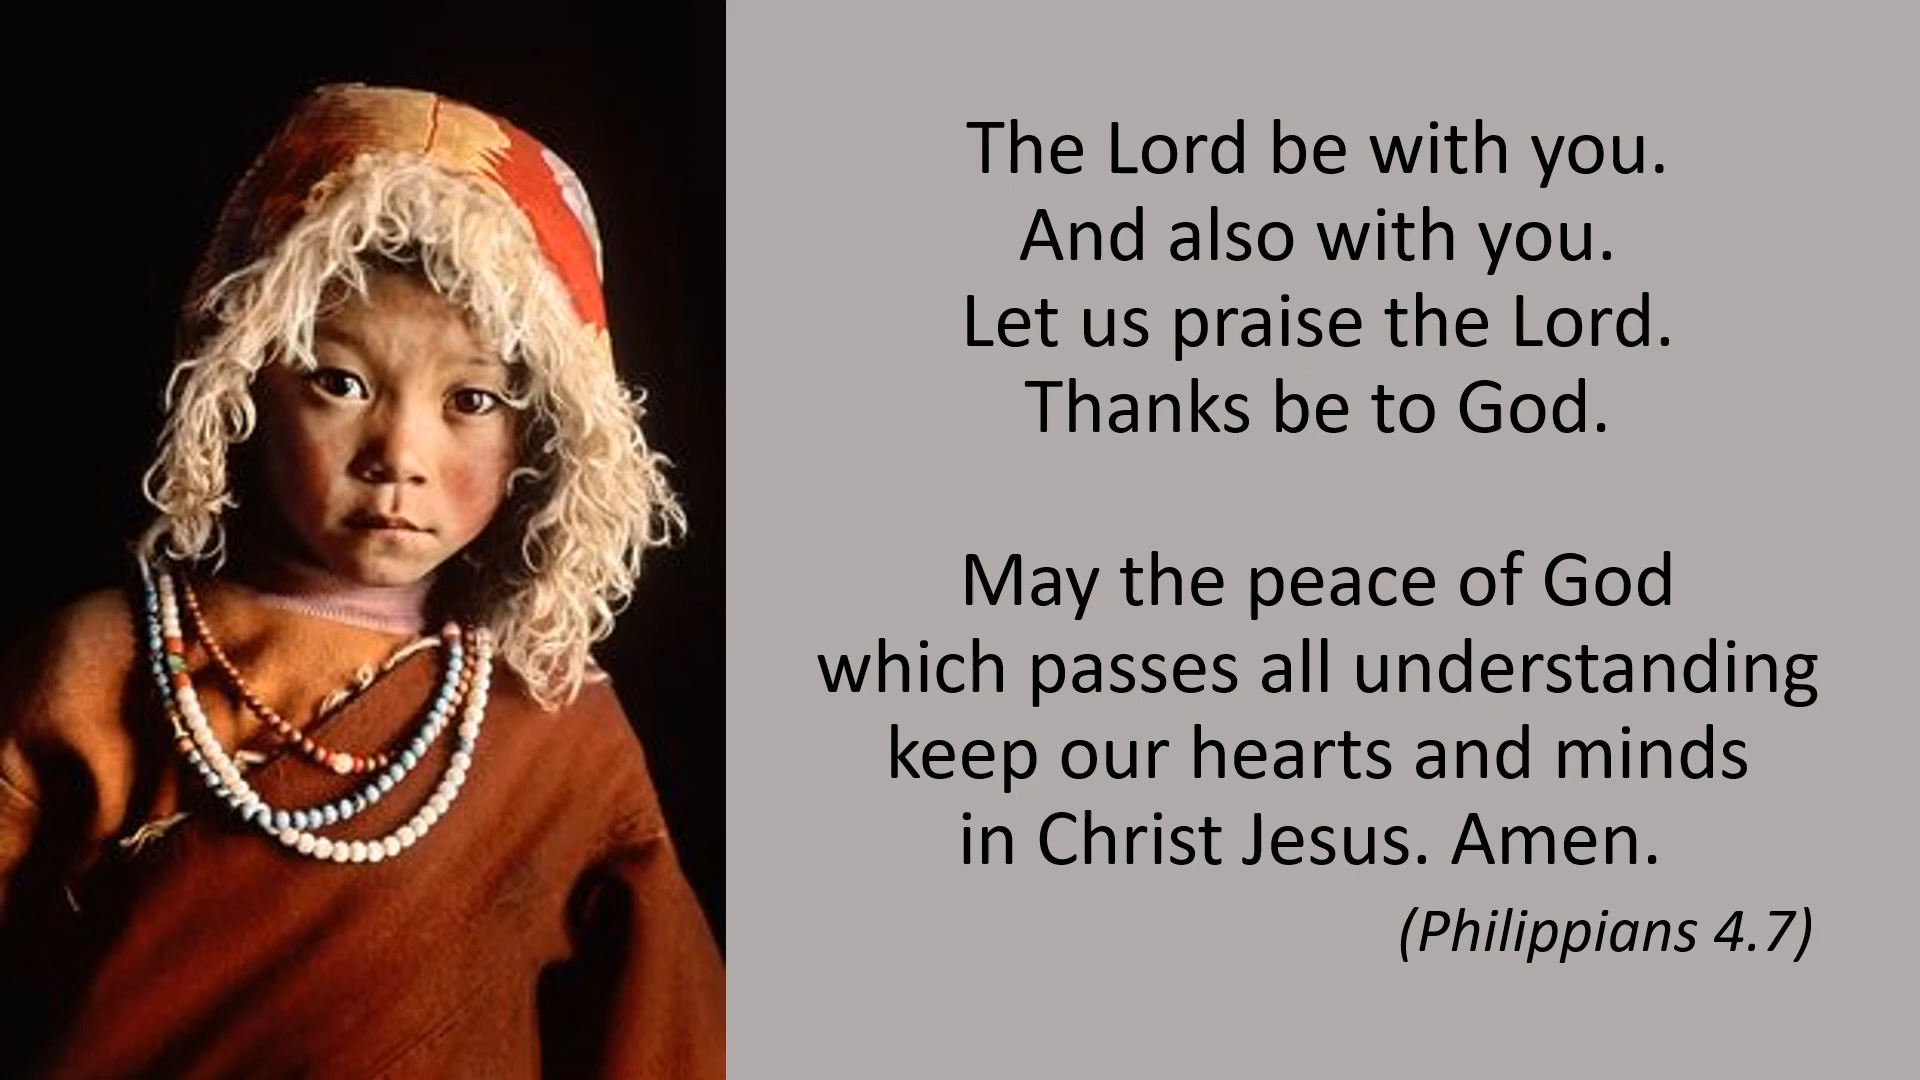 The Lord be with you.
And also with you.
Let us praise the Lord.
Thanks be to God.
May the peace of God
which passes all understanding
keep our hearts and minds
in Christ Jesus. Amen.
(Philippians 4.7)